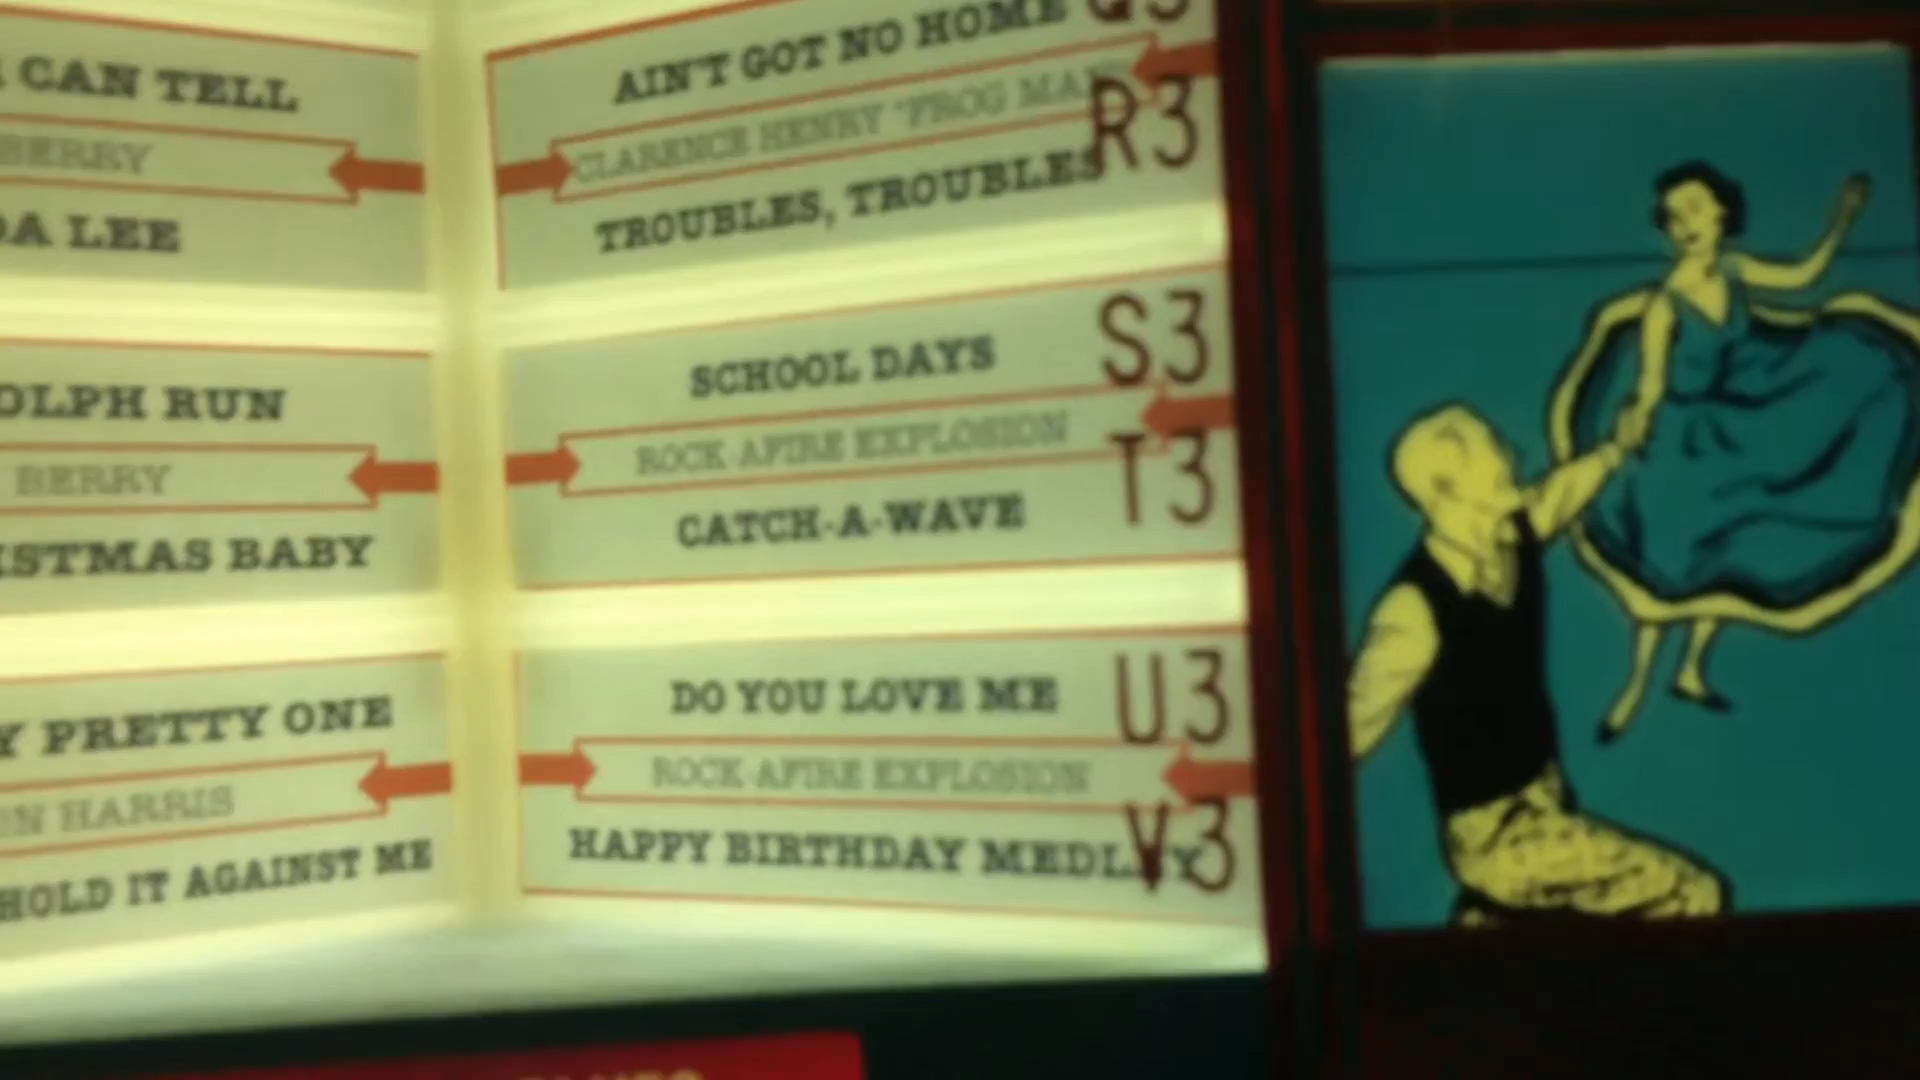 CAN TELL
BERRY
DA LEE
OLPH RUN
BERRY
ISTMAS BABY
Y PRETTY ONE
EN HARRIS
HOLD IT AGAINST ME
AIN'T GOT NO HOME Q3
CLARENCE HENRY "FROG MAN"
R3
TROUBLES, TROUBLES
SCHOOL DAYS S3
ROCK-AFIRE EXPLOSION
CATCH-A-WAVE T3
DO YOU LOVE ME U3
ROCK-AFIRE EXPLOSION
HAPPY BIRTHDAY MEDLEY V3